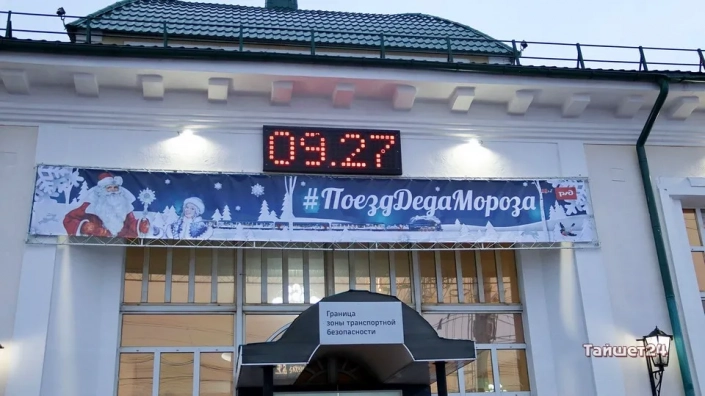 09.27
#ПоездДедаМороза
РЖД
Граница
зоны транспортной
безопасности
Тайшет24